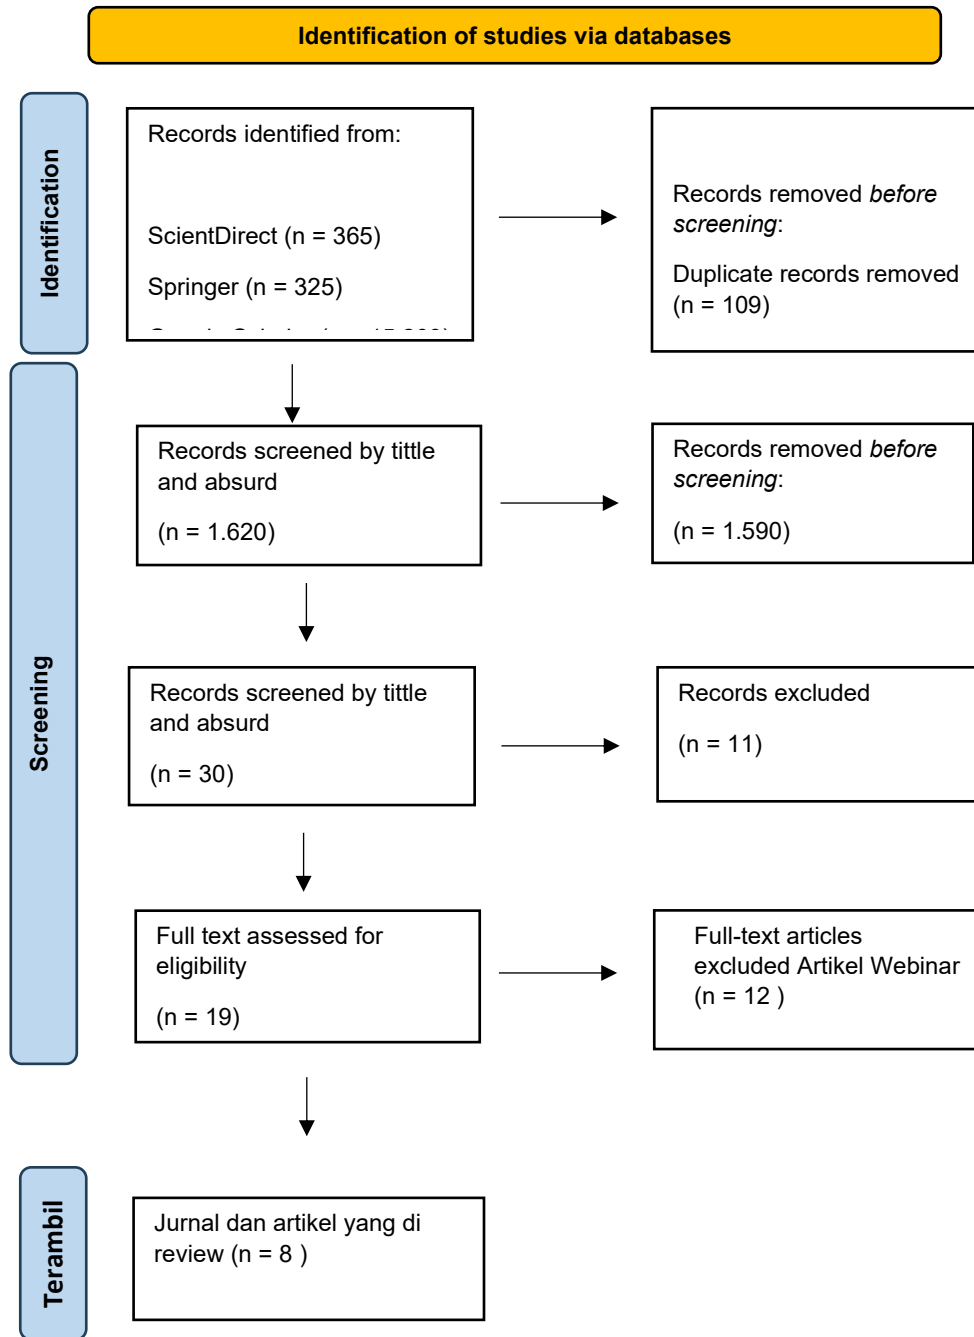 Identification of studies via databases
Identification
Records identified from:
ScientDirect (n = 365)
Springer (n = 325)
Records removed before
screening:
Duplicate records removed
(n = 109)
Screening
Records screened by tittle
and absurd
(n = 1.620)
Records removed before
screening:
(n = 1.590)
Records screened by tittle
and absurd
(n = 30)
Records excluded
(n = 11)
Full text assessed for
eligibility
(n = 19)
Full-text articles
excluded Artikel Webinar
(n = 12 )
Terambil
Jurnal dan artikel yang di
review (n = 8 )